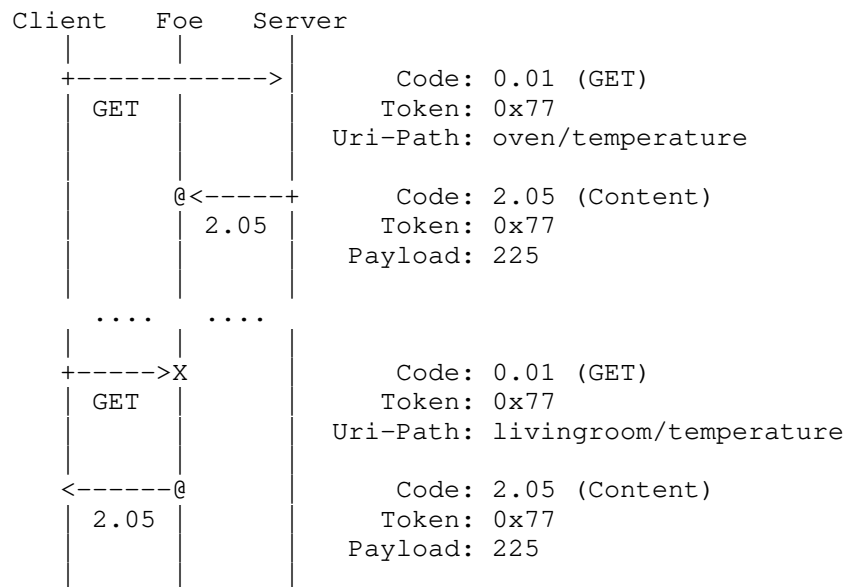 Client    Foe   Server
   |       |      |
   +------------->|      Code: 0.01 (GET)
   | GET   |      |     Token: 0x77
   |       |      |  Uri-Path: oven/temperature
   |       |      |
   |       @<-----+      Code: 2.05 (Content)
   |       | 2.05 |     Token: 0x77
   |       |      |   Payload: 225
   |       |      |
     ....   ....
   |       |      |
   +----->X       |      Code: 0.01 (GET)
   | GET   |      |     Token: 0x77
   |       |      |  Uri-Path: livingroom/temperature
   |       |      |
   <------@       |      Code: 2.05 (Content)
   | 2.05  |      |     Token: 0x77
   |       |      |   Payload: 225
   |       |      |